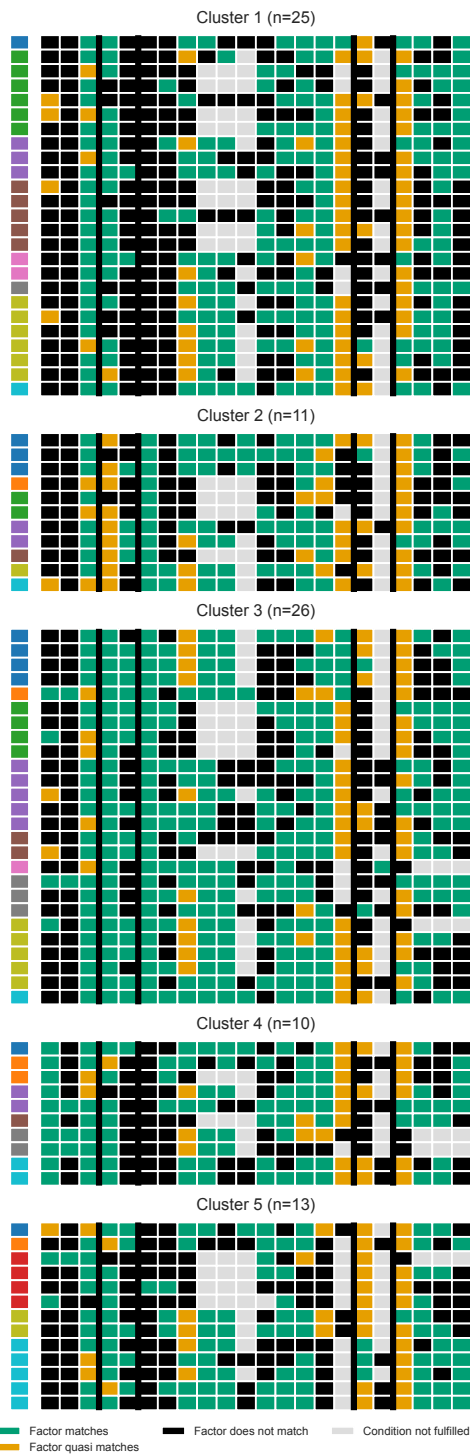 Cluster 1 (n=25)
Cluster 2 (n=11)
Cluster 3 (n=26)
Cluster 4 (n=10)
Cluster 5 (n=13)
Factor matches
Factor does not match
Condition not fulfilled
Factor quasi matches